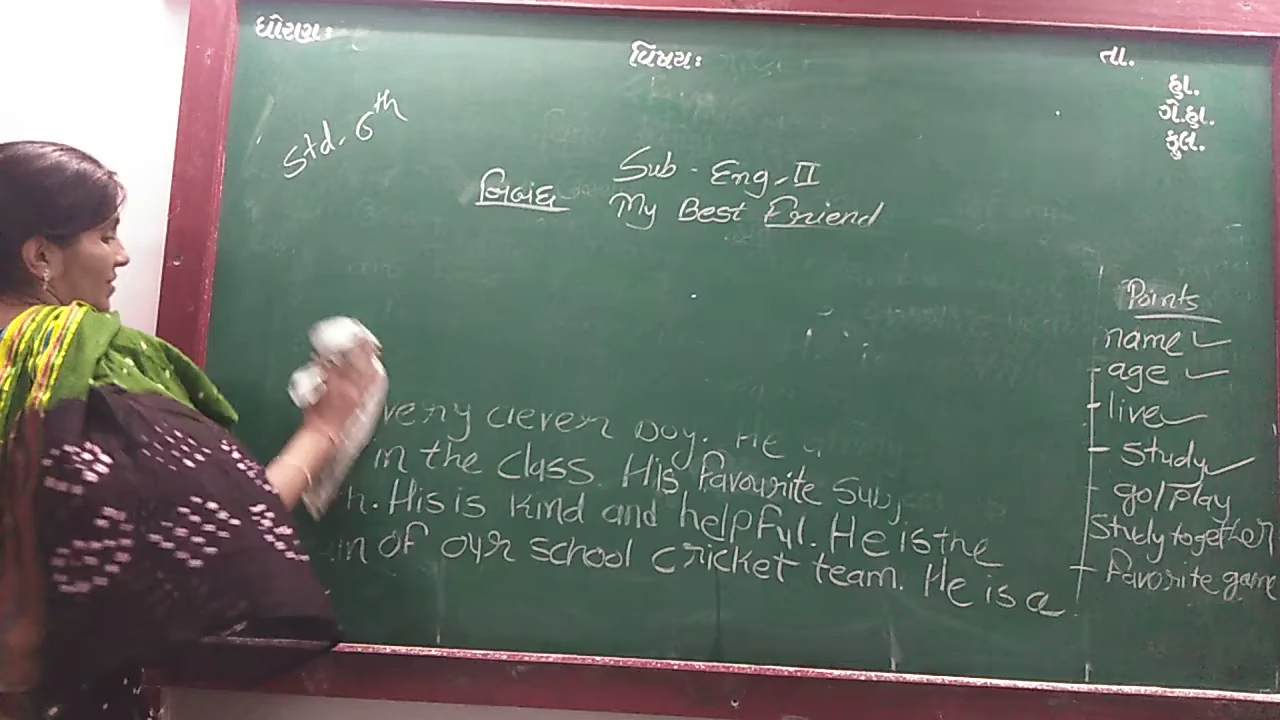 ધોરણ:
વિષય:
તા.
હા.
ગે.હા.
કુલ.
Std- 6th
Sub - Eng-II
નિબંધ My Best Friend
very clever boy. He
in the class. His Favourite Subj
h. His is kind and helpful. He is the
in of our school cricket team. He is a
Points
name ✓
age ✓
live ✓
study ✓
go/play
Study together
Favorite game